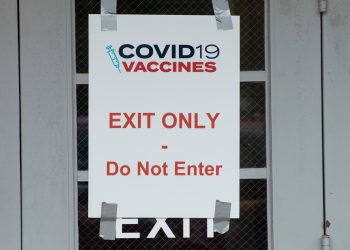 COVID19
VACCINES
EXIT ONLY
-
Do Not Enter
EXIT